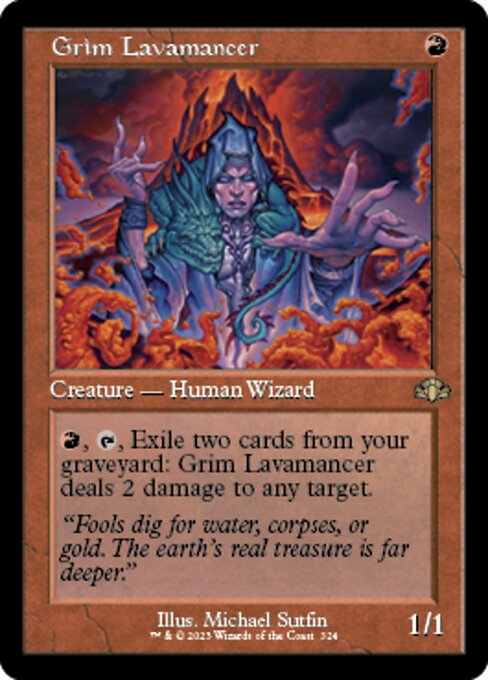 Grim Lavamancer
Creature — Human Wizard
, , Exile two cards from your
graveyard: Grim Lavamancer
deals 2 damage to any target.
“Fools dig for water, corpses, or
gold. The earth’s real treasure is far
deeper.”
Illus. Michael Sutfin
™ & © 2023 Wizards of the Coast 324
1/1